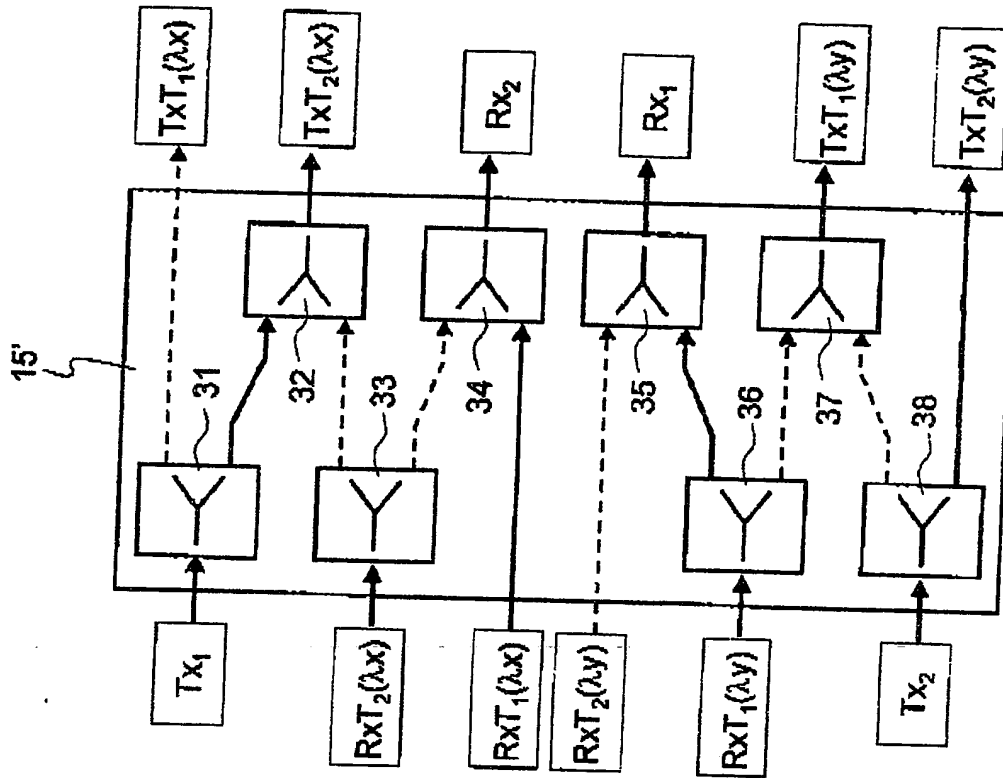 15'
Tx₁
RxT₂(λx)
RxT₁(λx)
RxT₂(λy)
RxT₁(λy)
Tx₂
31
32
33
34
35
36
37
38
TxT₁(λx)
TxT₂(λx)
Rx₂
Rx₁
TxT₁(λy)
TxT₂(λy)